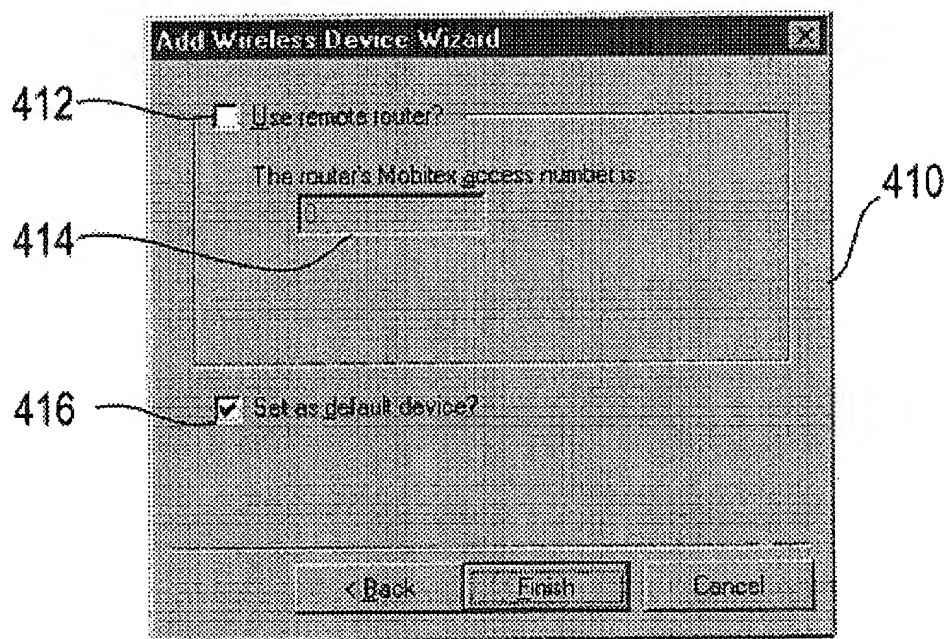 Add Wireless Device Wizard
412
Use remote router?
The router's Mobitex access number is
410
0
414
416
Set as default device?
< Back Finish Cancel